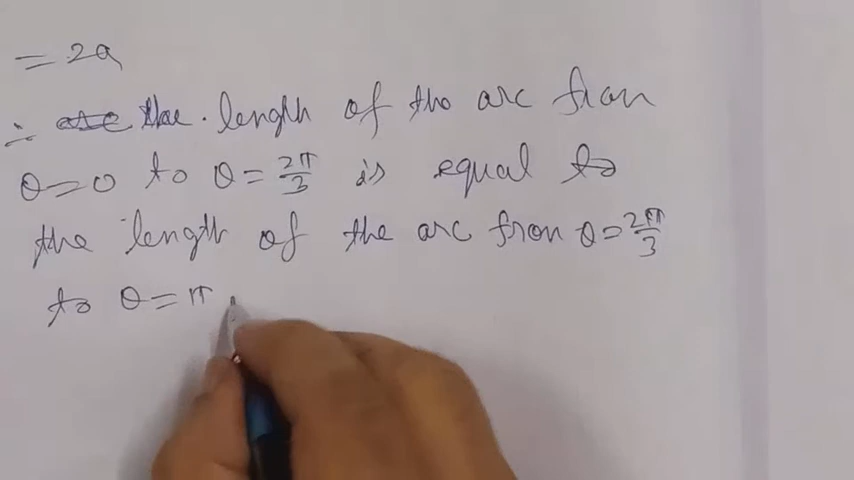 = 2a
∴ the length of the arc from
θ=0 to θ = 2π/3 is equal to
the length of the arc from θ = 2π/3
to θ = π